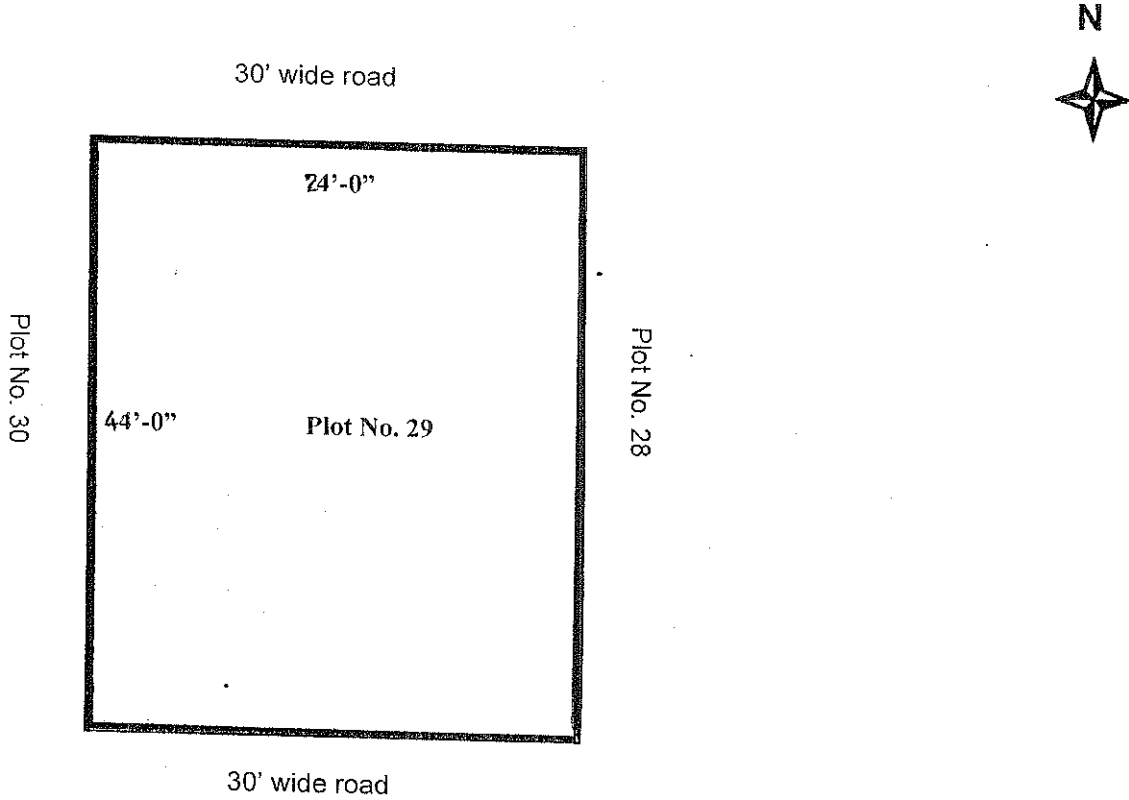 N
30' wide road
24'-0"
Plot No. 30
44'-0"
Plot No. 29
Plot No. 28
30' wide road